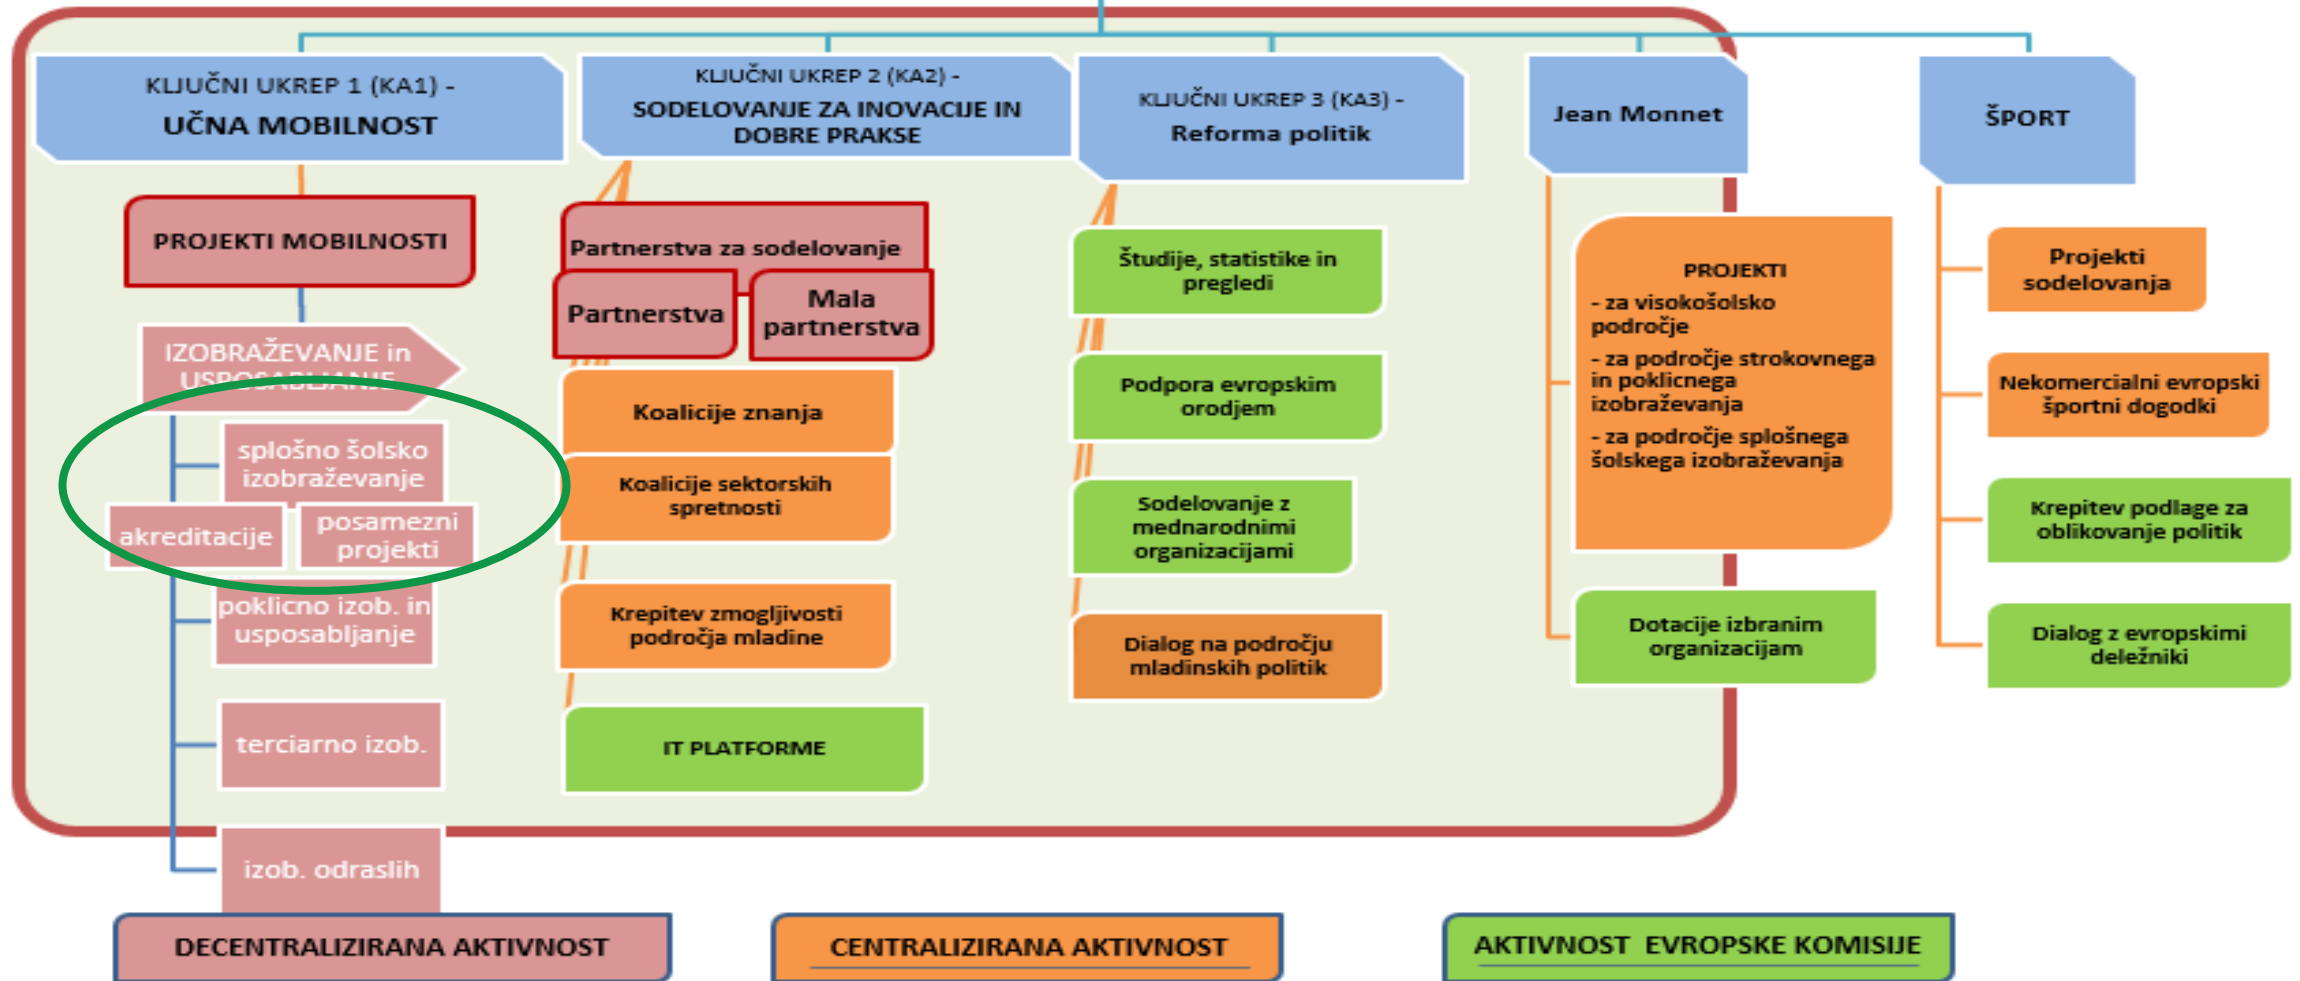 KLJUČNI UKREP 1 (KA1) -
UČNA MOBILNOST
KLJUČNI UKREP 2 (KA2) -
SODELOVANJE ZA INOVACIJE IN
DOBRE PRAKSE
KLJUČNI UKREP 3 (KA3) -
Reforma politik
Jean Monnet
ŠPORT
PROJEKTI MOBILNOSTI
IZOBRAŽEVANJE in
USPOSABLJANJE
splošno šolsko
izobraževanje
akreditacije
posamezni
projekti
poklicno izob. in
usposabljanje
terciarno izob.
izob. odraslih
Partnerstva za sodelovanje
Partnerstva
Mala
partnerstva
Koalicije znanja
Koalicije sektorskih
spretnosti
Krepitev zmogljivosti
področja mladine
IT PLATFORME
Študije, statistike in
pregledi
Podpora evropskim
orodjem
Sodelovanje z
mednarodnimi
organizacijami
Dialog na področju
mladinskih politik
PROJEKTI
- za visokošolsko
področje
- za področje strokovnega
in poklicnega
izobraževanja
- za področje splošnega
šolskega izobraževanja
Dotacije izbranim
organizacijam
Projekti
sodelovanja
Nekomercialni evropski
športni dogodki
Krepitev podlage za
oblikovanje politik
Dialog z evropskimi
deležniki
DECENTRALIZIRANA AKTIVNOST
CENTRALIZIRANA AKTIVNOST
AKTIVNOST EVROPSKE KOMISIJE